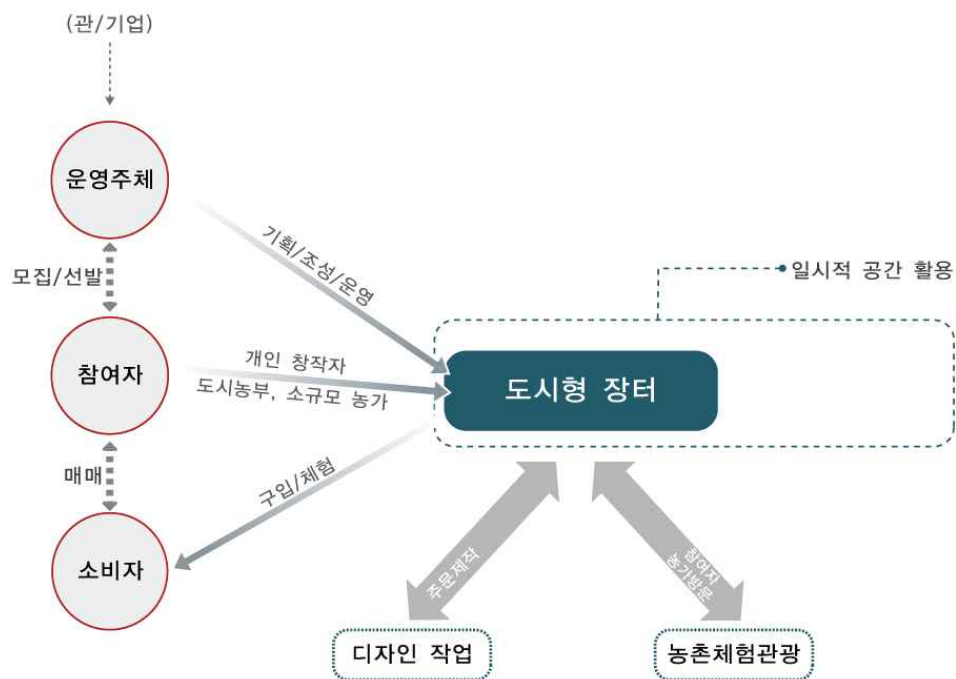 (관/기업)
운영주체
모집/선발
참여자
매매
소비자
기획/조성/운영
개인 창작자
도시농부, 소규모 농가
구입/체험
일시적 공간 활용
도시형 장터
주문제작
참여자
농가방문
디자인 작업
농촌체험관광